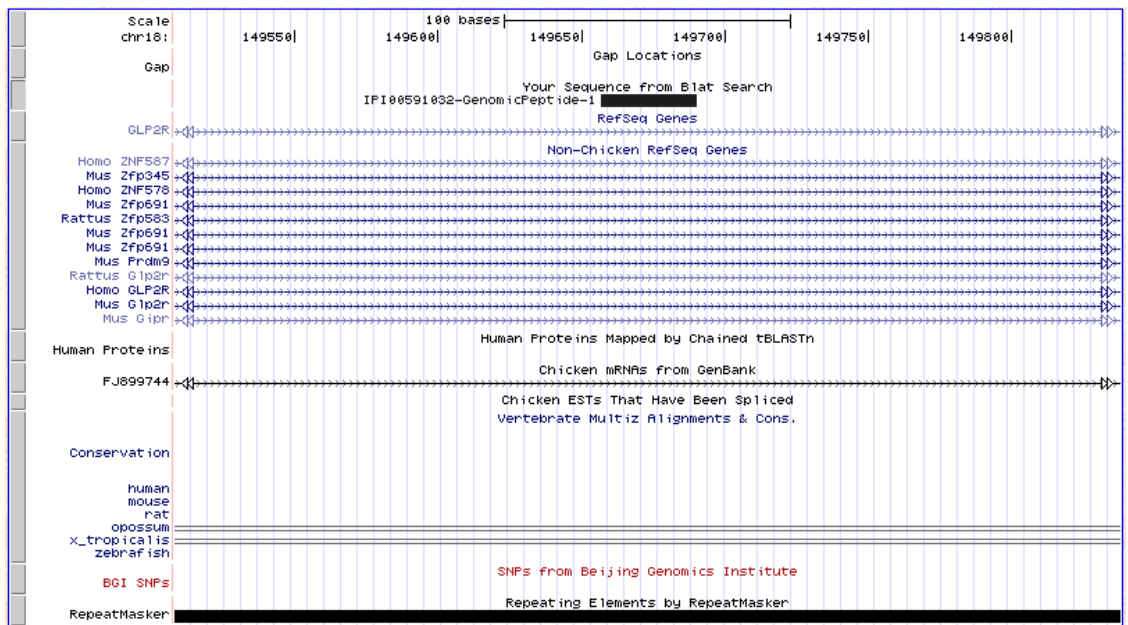 Scale 100 bases
chr18: 149550| 149600| 149650| 149700| 149750| 149800|
Gap Locations
Gap
Your Sequence from Blat Search
IPI00591032-GenomicPeptide-1
RefSeq Genes
GLP2R
Non-Chicken RefSeq Genes
Homo ZNF587
Mus Zfp345
Homo ZNF578
Mus Zfp691
Rattus Zfp583
Mus Zfp691
Mus Zfp691
Mus Prdm9
Rattus Glp2r
Homo GLP2R
Mus Glp2r
Mus Gipr
Human Proteins Mapped by Chained tBLASTn
Human Proteins
Chicken mRNAs from GenBank
FJ899744
Chicken ESTs That Have Been Spliced
Vertebrate Multiz Alignments & Cons.
Conservation
human
mouse
rat
opossum
x_tropicalis
zebrafish
SNPs from Beijing Genomics Institute
BGI SNPs
Repeating Elements by RepeatMasker
RepeatMasker